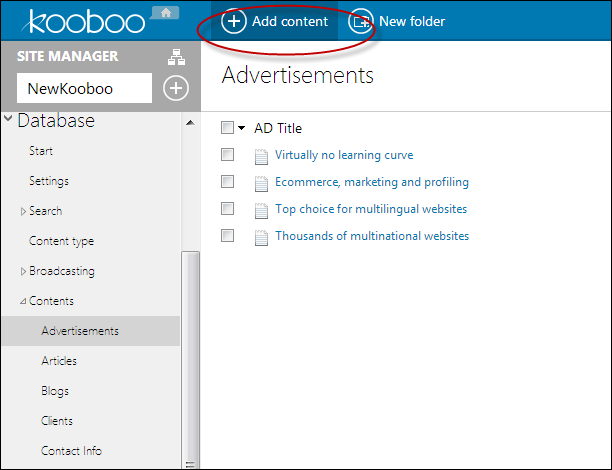 kooboo
Add content
New folder
SITE MANAGER
NewKooboo
Database
Start
Settings
Search
Content type
Broadcasting
Contents
Advertisements
Articles
Blogs
Clients
Contact Info
Advertisements
AD Title
Virtually no learning curve
Ecommerce, marketing and profiling
Top choice for multilingual websites
Thousands of multinational websites